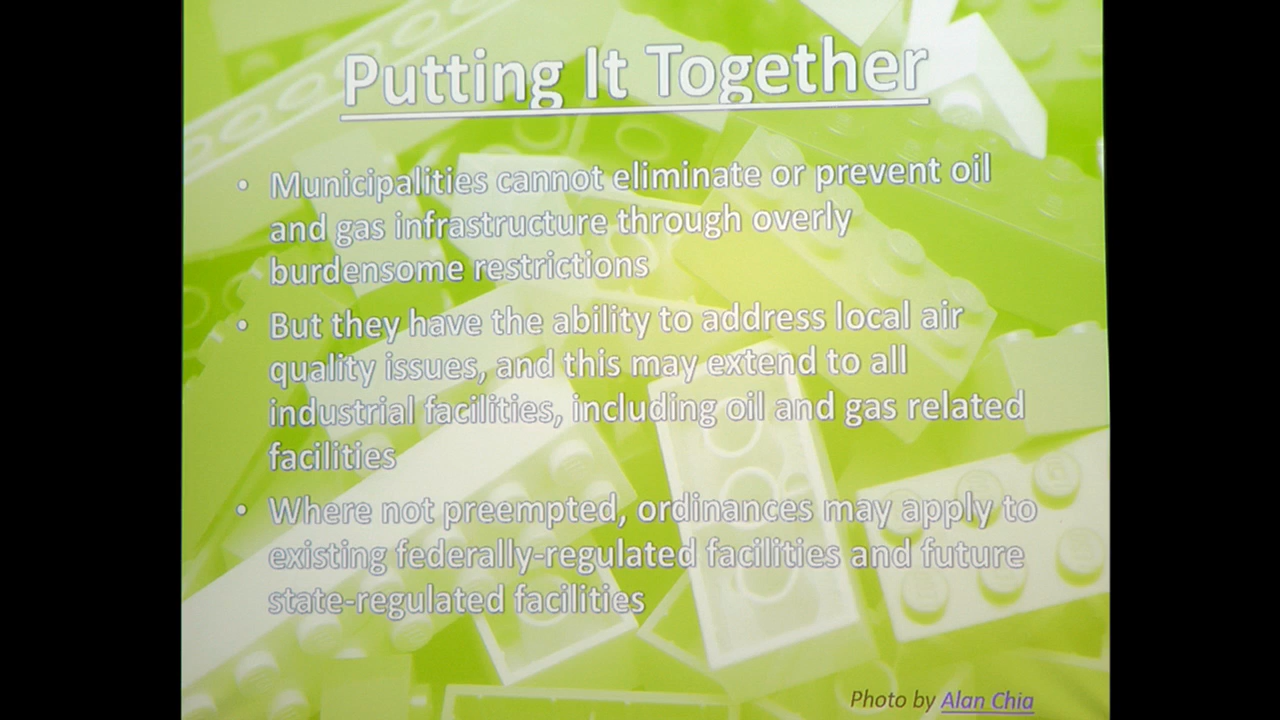 Putting It Together
• Municipalities cannot eliminate or prevent oil
and gas infrastructure through overly
burdensome restrictions
• But they have the ability to address local air
quality issues, and this may extend to all
industrial facilities, including oil and gas related
facilities
• Where not preempted, ordinances may apply to
existing federally-regulated facilities and future
state-regulated facilities
Photo by Alan Chia